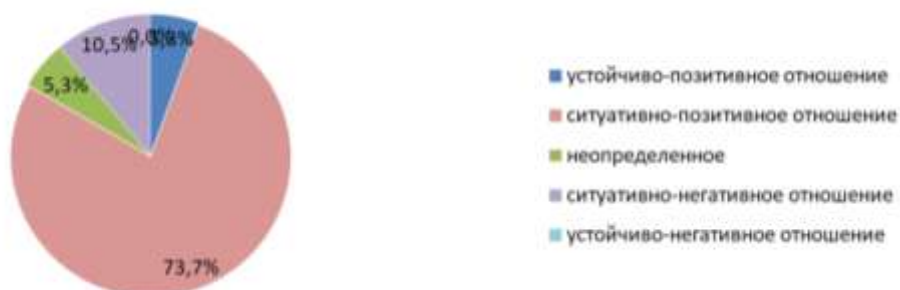 10,5%
5,3%
73,7%
устойчиво-позитивное отношение
ситуативно-позитивное отношение
неопределенное
ситуативно-негативное отношение
устойчиво-негативное отношение